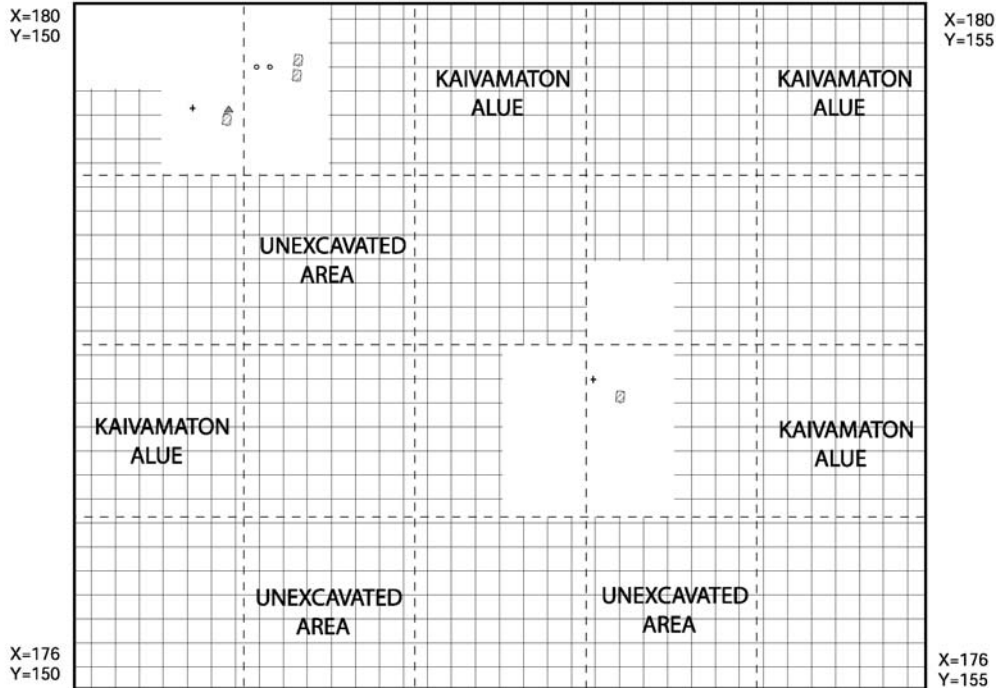 X=180
Y=150
X=180
Y=155
KAIVAMATON
ALUE
KAIVAMATON
ALUE
UNEXCAVATED
AREA
KAIVAMATON
ALUE
KAIVAMATON
ALUE
UNEXCAVATED
AREA
UNEXCAVATED
AREA
X=176
Y=150
X=176
Y=155